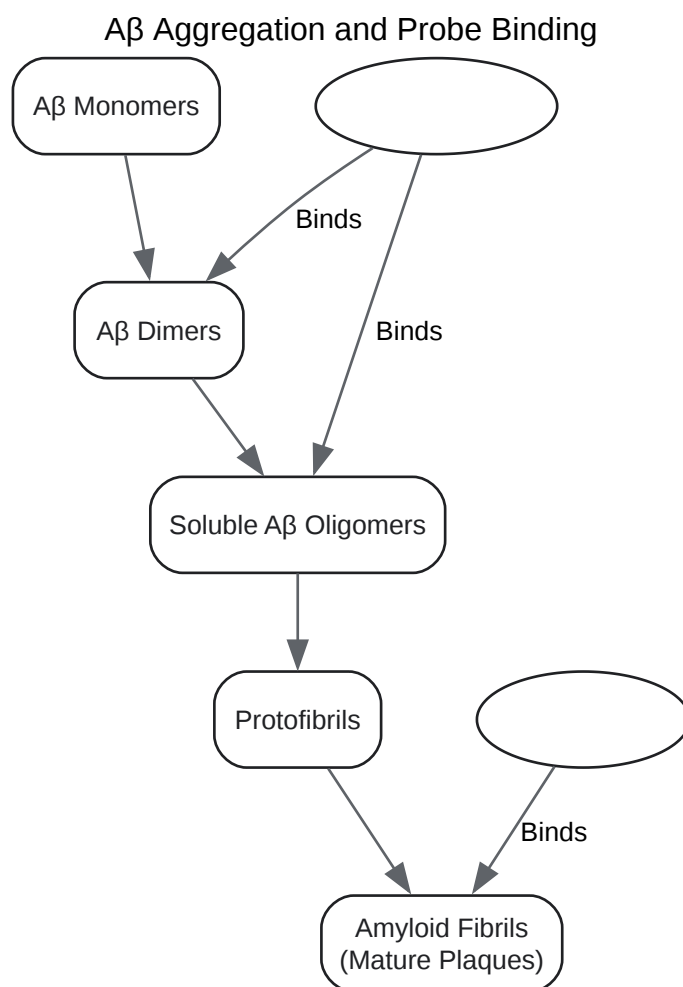 Aβ Aggregation and Probe Binding
Aβ Monomers
Binds
Aβ Dimers
Binds
Soluble Aβ Oligomers
Protofibrils
Binds
Amyloid Fibrils
(Mature Plaques)